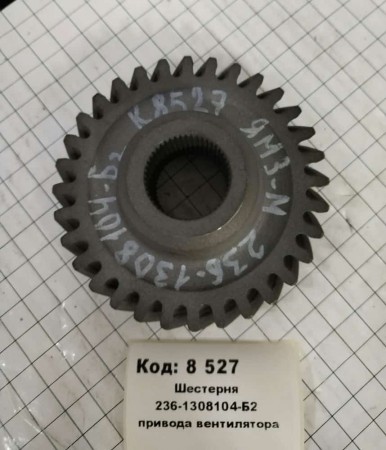 К8527 ЯМЗ-М 236-1308104-Б2
Код: 8 527
Шестерня
236-1308104-Б2
привода вентилятора